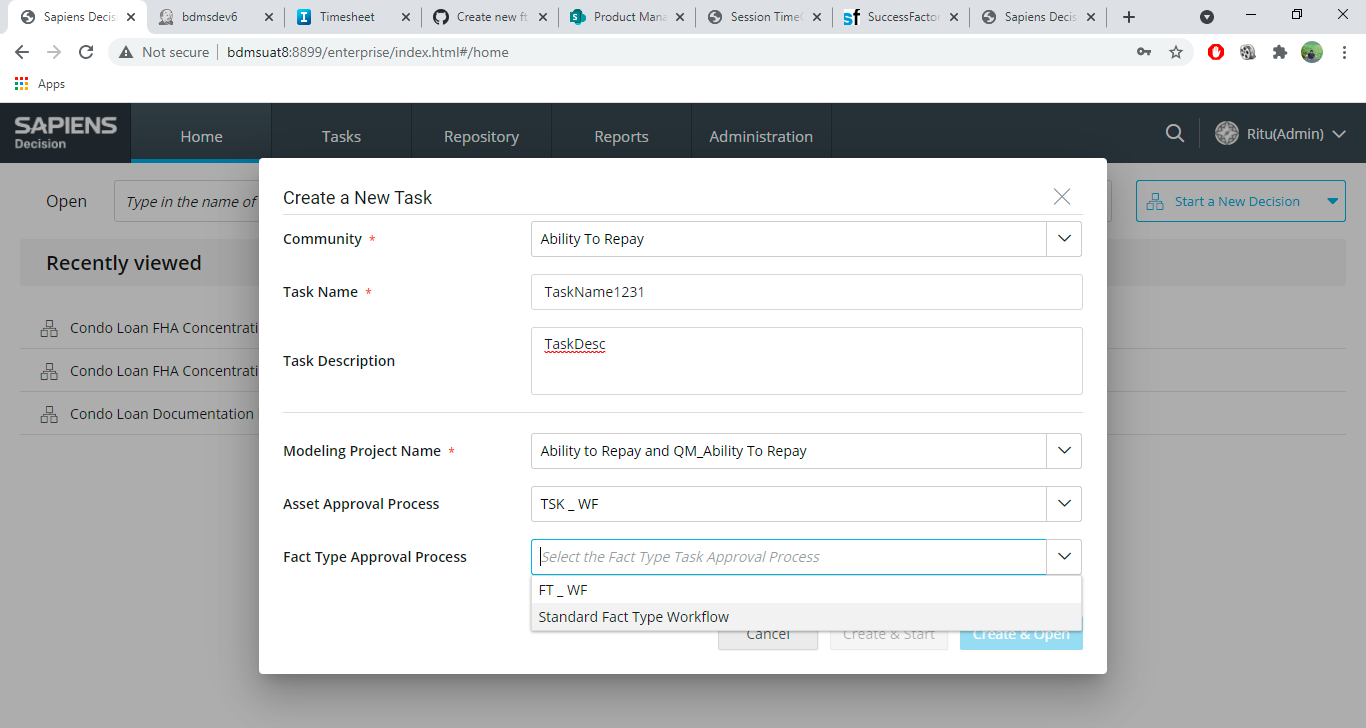 Sapiens Decis
bdmsdev6
Timesheet
Create new ft
Product Mana
Session TimeO
SuccessFactor
Sapiens Decis
Not secure
bdmsuat8:8899/enterprise/index.html#/home
Apps
SAPIENS
Decision
Home
Tasks
Repository
Reports
Administration
Ritu(Admin)
Open
Type in the name of
Start a New Decision
Recently viewed
Condo Loan FHA Concentrati
Condo Loan FHA Concentrati
Condo Loan Documentation
Create a New Task
Community *
Ability To Repay
Task Name *
TaskName1231
Task Description
TaskDesc
Modeling Project Name *
Ability to Repay and QM_Ability To Repay
Asset Approval Process
TSK _ WF
Fact Type Approval Process
Select the Fact Type Task Approval Process
FT _ WF
Standard Fact Type Workflow
Cancel
Create & Start
Create & Open